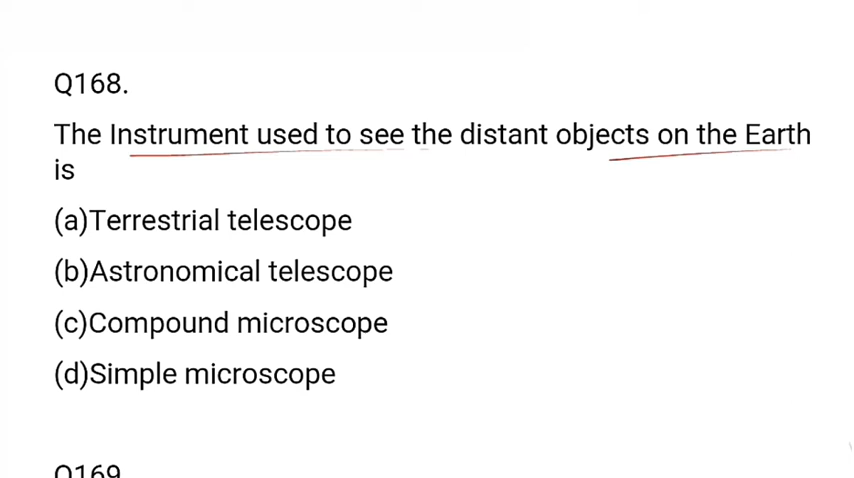 Q168.
The Instrument used to see the distant objects on the Earth
is
(a)Terrestrial telescope
(b)Astronomical telescope
(c)Compound microscope
(d)Simple microscope
Q169